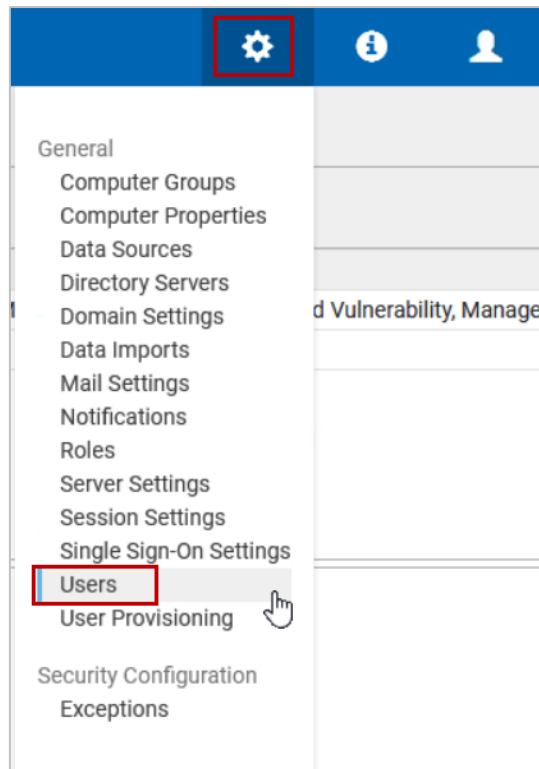 General
Computer Groups
Computer Properties
Data Sources
Directory Servers
Domain Settings
d Vulnerability, Manage
Data Imports
Mail Settings
Notifications
Roles
Server Settings
Session Settings
Single Sign-On Settings
Users
User Provisioning
Security Configuration
Exceptions